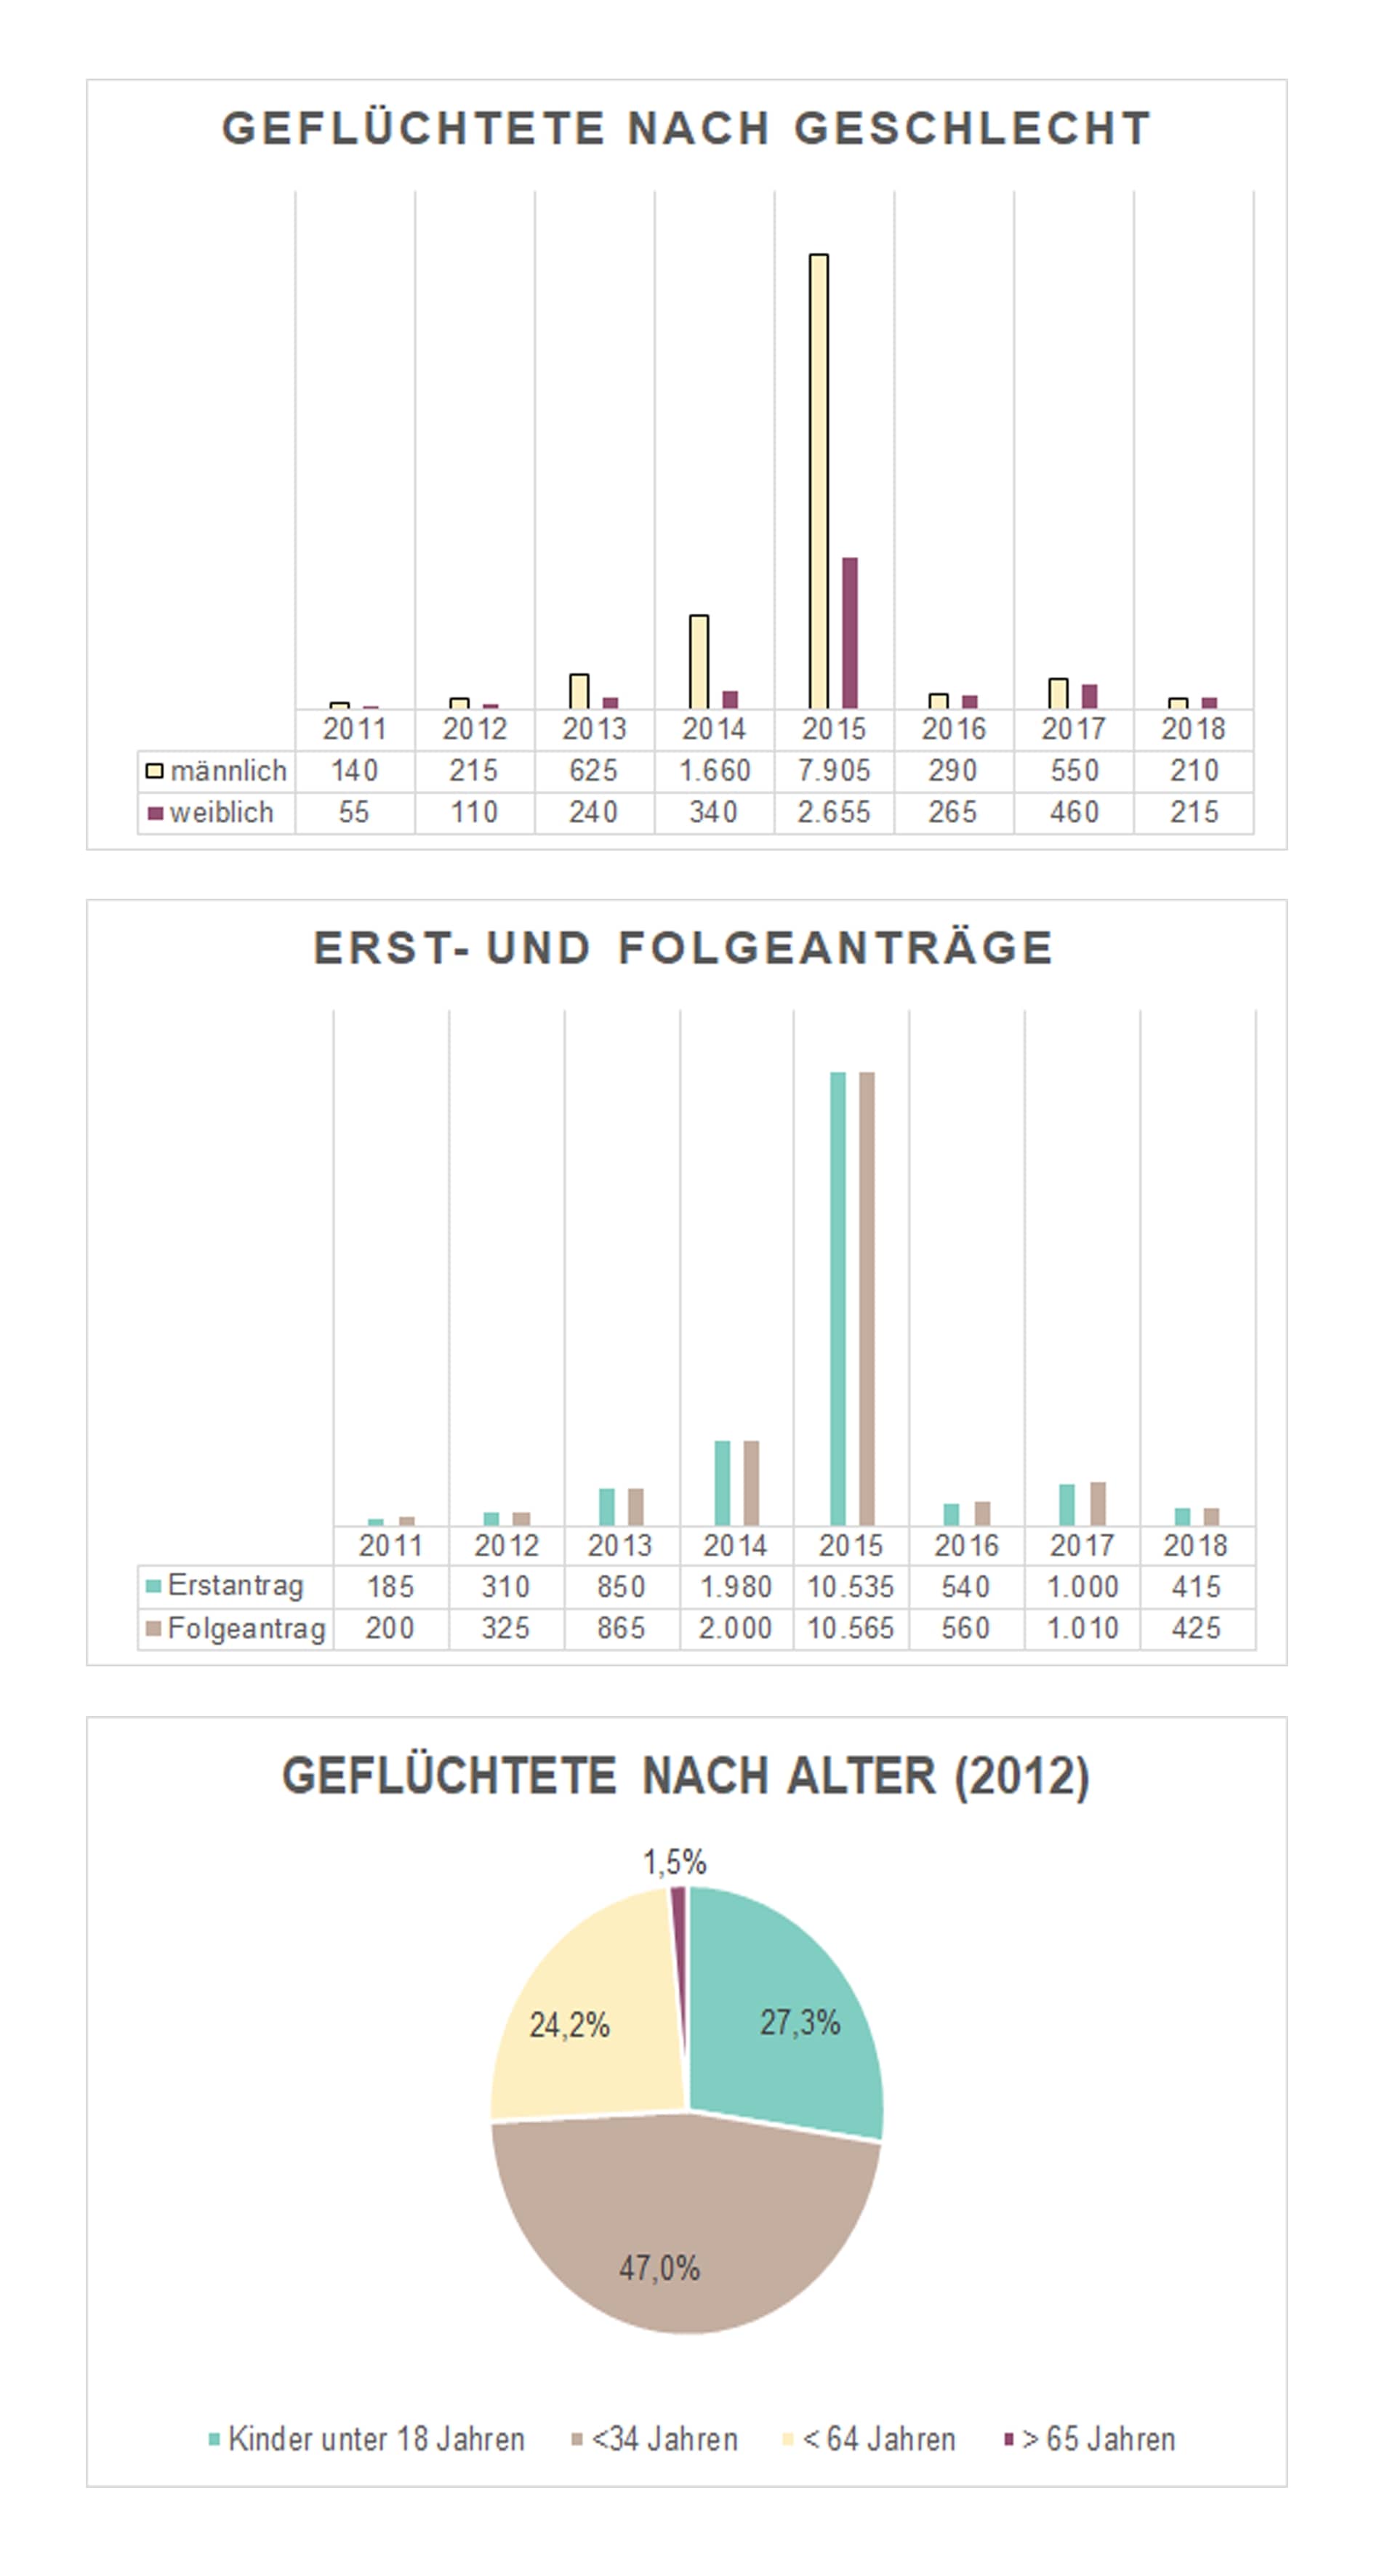 GEFLÜCHTETE NACH GESCHLECHT
2011 2012 2013 2014 2015 2016 2017 2018
männlich 140 215 625 1.660 7.905 290 550 210
weiblich 55 110 240 340 2.655 265 460 215
ERST- UND FOLGEANTRÄGE
2011 2012 2013 2014 2015 2016 2017 2018
Erstantrag 185 310 850 1.980 10.535 540 1.000 415
Folgeantrag 200 325 865 2.000 10.565 560 1.010 425
GEFLÜCHTETE NACH ALTER (2012)
1,5%
27,3%
24,2%
47,0%
Kinder unter 18 Jahren <34 Jahren < 64 Jahren > 65 Jahren